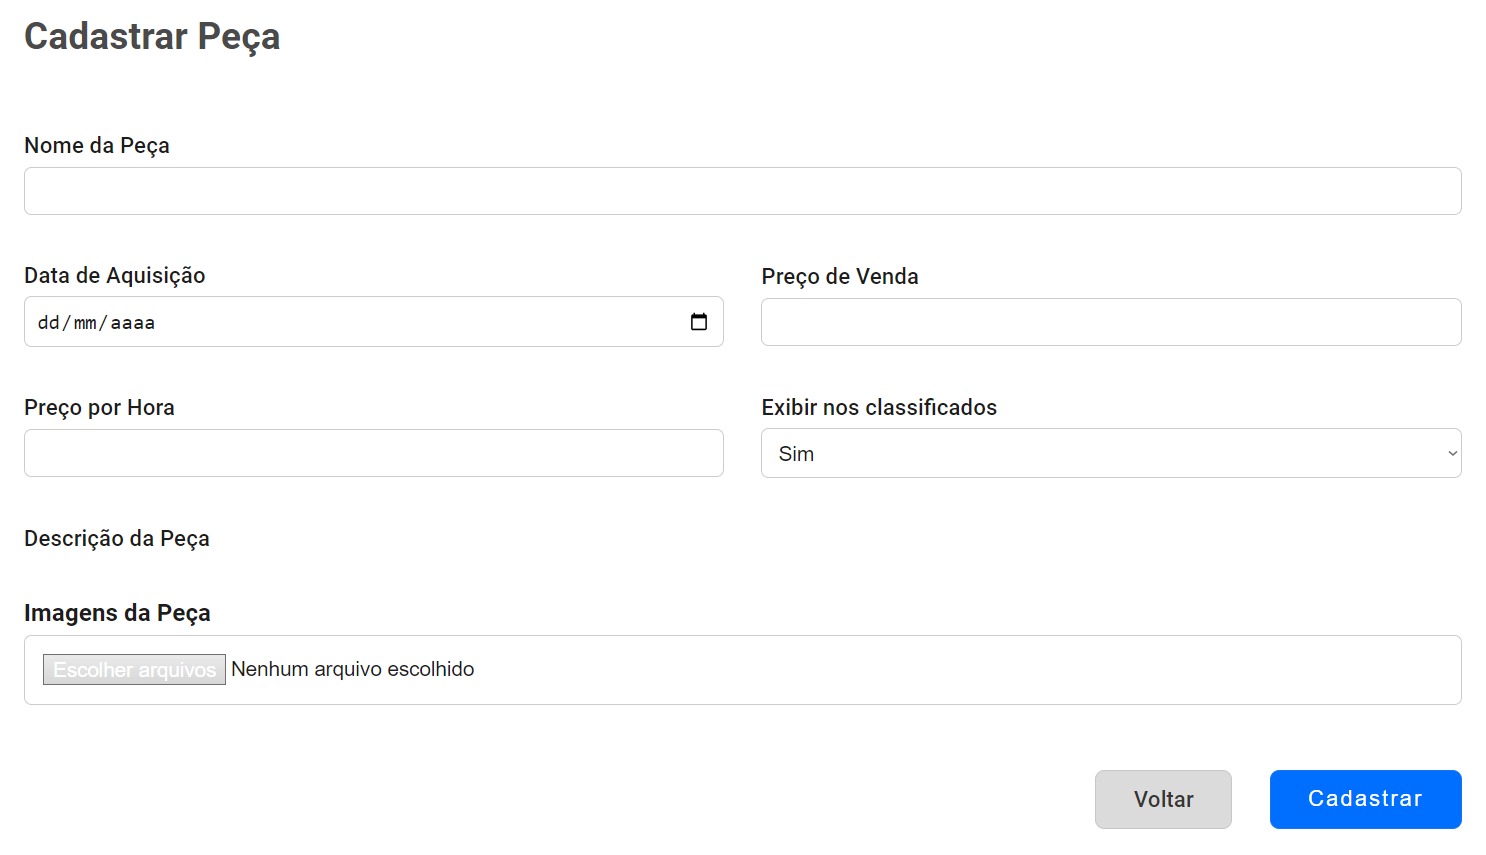 Cadastrar Peça
Nome da Peça
Data de Aquisição
Preço de Venda
dd/mm/aaaa
Preço por Hora
Exibir nos classificados
Sim
Descrição da Peça
Imagens da Peça
Escolher arquivos Nenhum arquivo escolhido
Voltar
Cadastrar